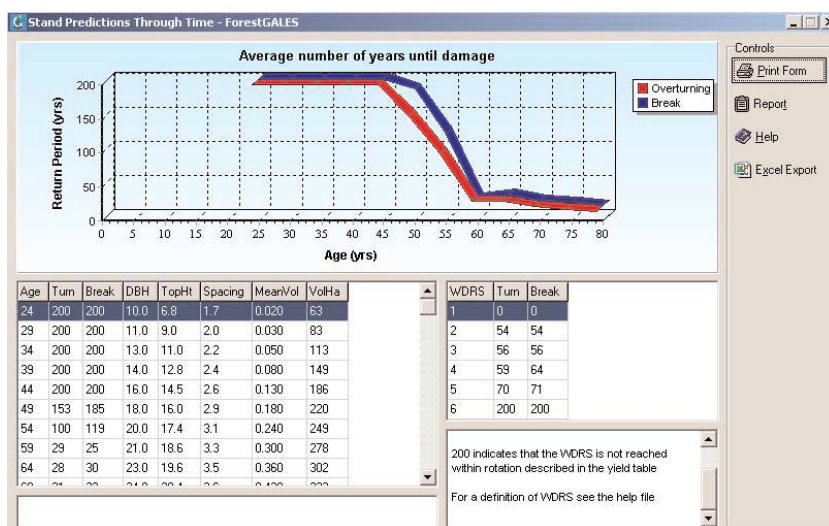 Stand Predictions Through Time - ForestGALES
Average number of years until damage
Return Period (yrs)
200
150
100
50
0
0 5 10 15 20 25 30 35 40 45 50 55 60 65 70 75 80
Age (yrs)
Overturning
Break
Controls
Print Form
Report
Help
Excel Export
Age Turn Break DBH TopHt Spacing MeanVol VolHa
24 200 200 10.0 6.8 1.7 0.020 63
29 200 200 11.0 9.0 2.0 0.030 83
34 200 200 13.0 11.0 2.2 0.050 113
39 200 200 14.0 12.8 2.4 0.080 149
44 200 200 16.0 14.5 2.6 0.130 186
49 153 185 18.0 16.0 2.9 0.180 220
54 100 119 20.0 17.4 3.1 0.240 249
59 29 25 21.0 18.6 3.3 0.300 278
64 28 30 23.0 19.6 3.5 0.360 302
WDRS Turn Break
1 0 0
2 54 54
3 56 56
4 59 64
5 70 71
6 200 200
200 indicates that the WDRS is not reached
within rotation described in the yield table
For a definition of WDRS see the help file